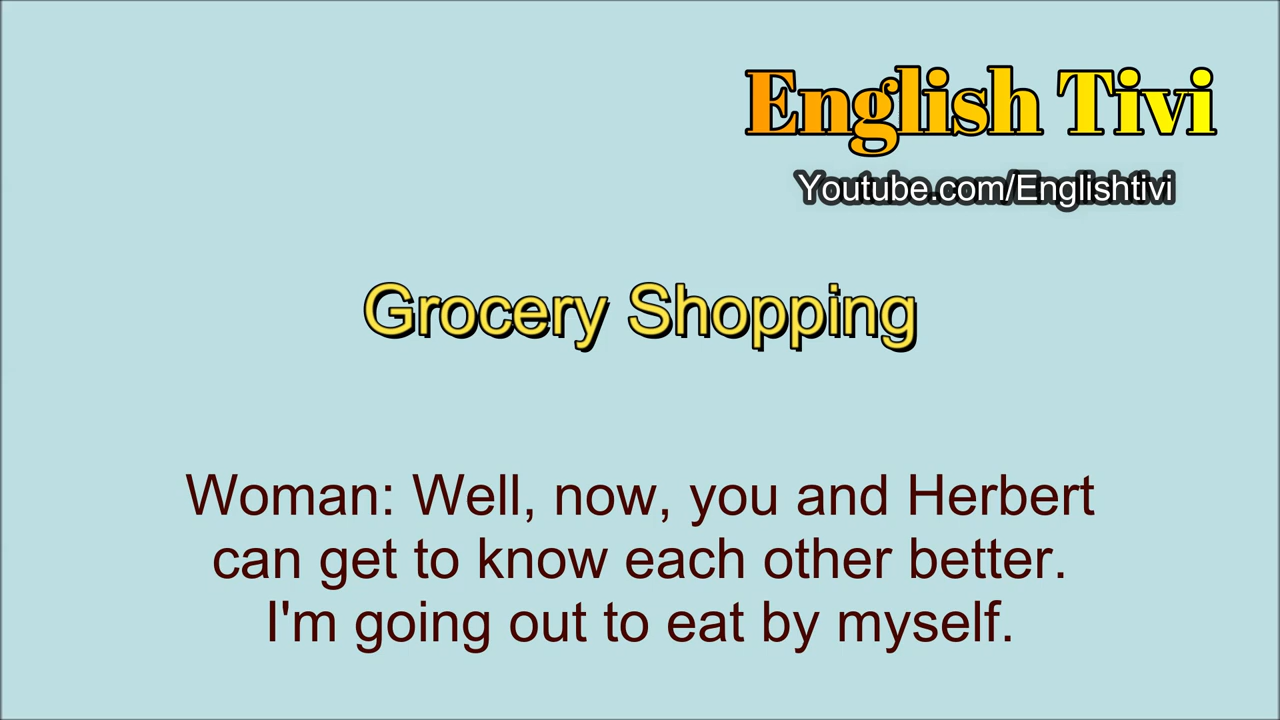 English Tivi
Youtube.com/Englishtivi
Grocery Shopping
Woman: Well, now, you and Herbert
can get to know each other better.
I'm going out to eat by myself.